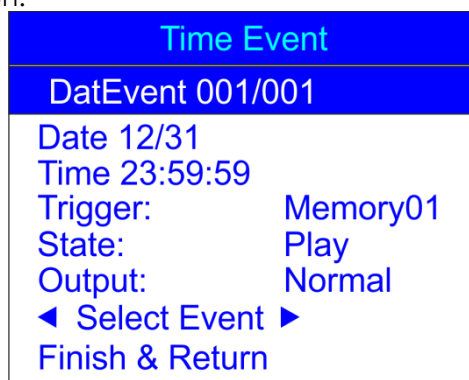 on.
Time Event
DatEvent 001/001
Date 12/31
Time 23:59:59
Trigger: Memory01
State: Play
Output: Normal
◀ Select Event ▶
Finish & Return